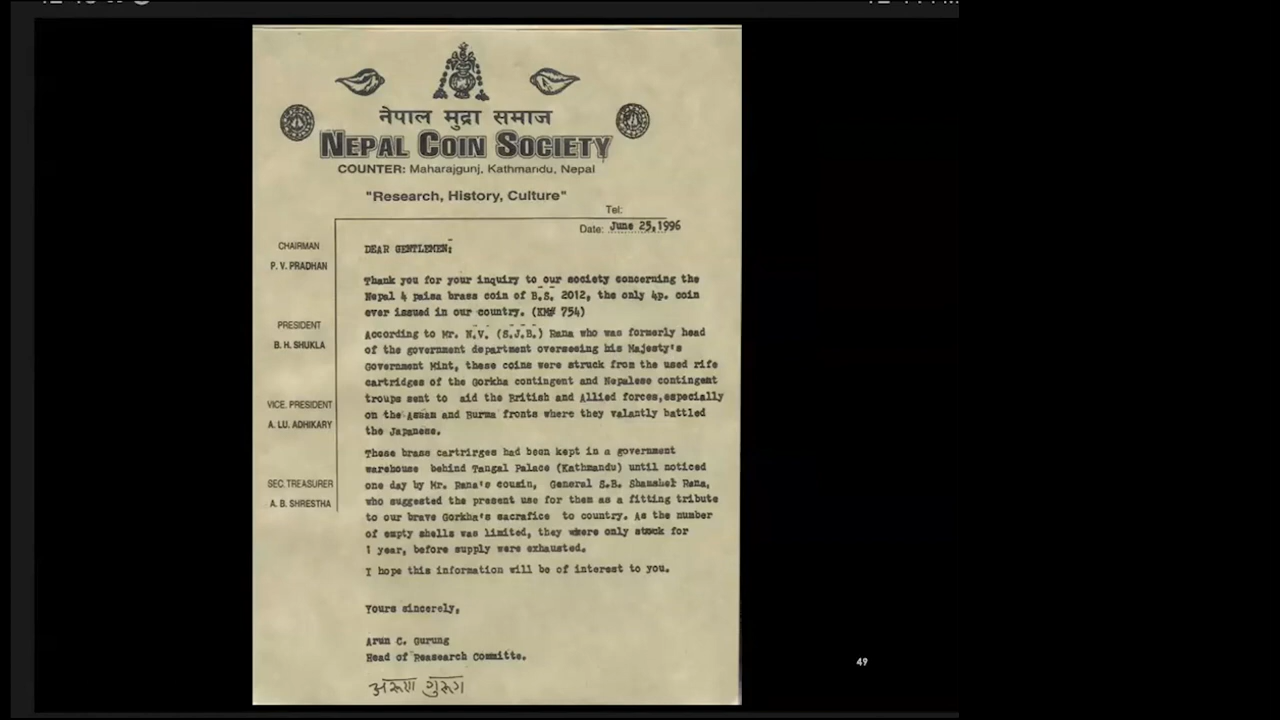 नेपाल मुद्रा समाज
NEPAL COIN SOCIETY
COUNTER: Maharajgunj, Kathmandu, Nepal
"Research, History, Culture"
Tel:
Date: June 25, 1996
CHAIRMAN
P. V. PRADHAN
PRESIDENT
B. H. SHUKLA
VICE. PRESIDENT
A. LU. ADHIKARY
SEC. TREASURER
A. B. SHRESTHA
DEAR GENTLEMEN:
Thank you for your inquiry to our society concerning the
Nepal 4 paisa brass coin of B.S. 2012, the only 4p. coin
ever issued in our country. (KM# 754)
According to Mr. N.V. (S.J.B.) Rana who was formerly head
of the government department overseeing his Majesty's
Government Mint, these coins were struck from the used rife
cartridges of the Gorkha contingent and Nepalese contingent
troups sent to aid the British and Allied forces, especially
on the Assam and Burma fronts where they valantly battled
the Japanese.
These brass cartrirges had been kept in a government
warehouse behind Tangal Palace (Kathmandu) until noticed
one day by Mr. Rana's cousin, General S.B. Shamsher Rana,
who suggested the present use for them as a fitting tribute
to our brave Gorkha's sacrafice to country. As the number
of empty shells was limited, they where only stuck for
1 year, before supply were exhausted.
I hope this information will be of interest to you.
Yours sincerely,
Arun C. Gurung
Head of Reasearch Committe.
अरुण गुरुग
49